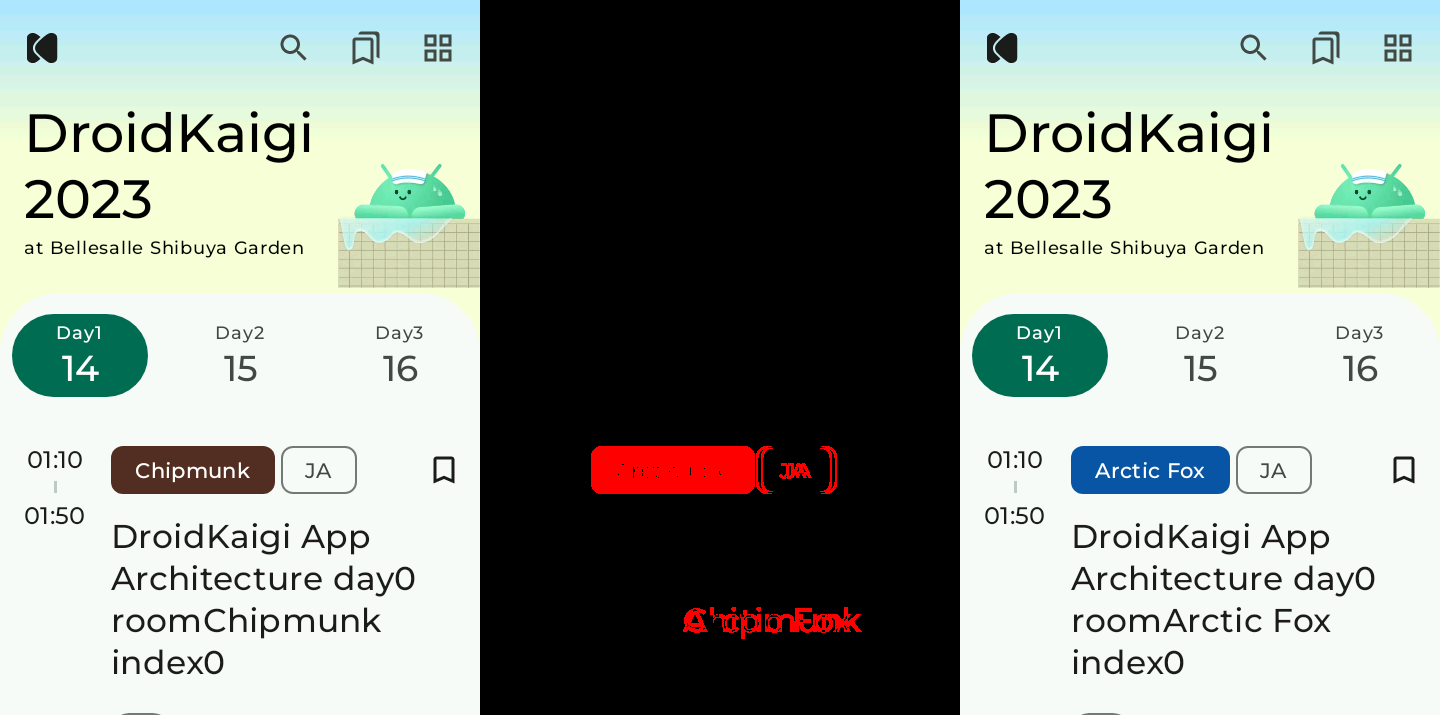 DroidKaigi
2023
at Bellesalle Shibuya Garden
Day1 Day2 Day3
14 15 16
01:10 Chipmunk JA
01:50
DroidKaigi App
Architecture day0
roomChipmunk
index0
DroidKaigi
2023
at Bellesalle Shibuya Garden
Day1 Day2 Day3
14 15 16
01:10 Arctic Fox JA
01:50
DroidKaigi App
Architecture day0
roomArctic Fox
index0